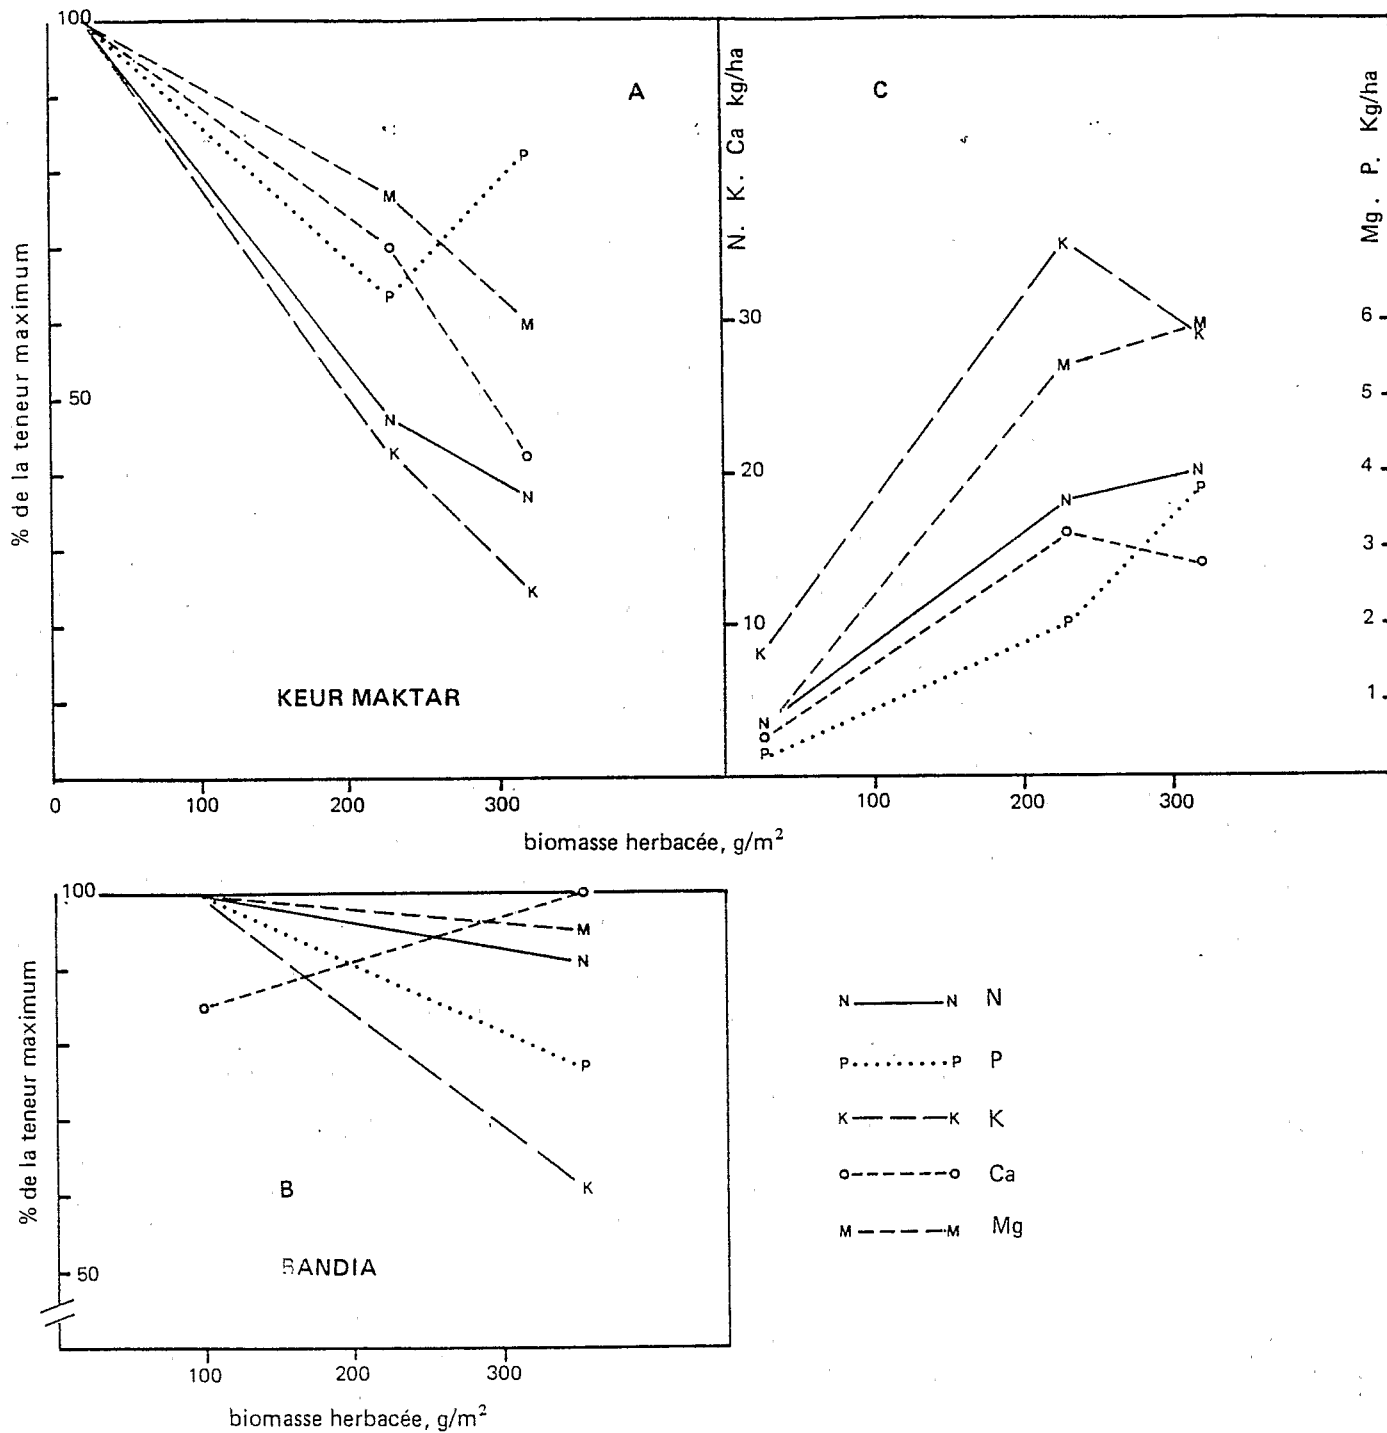 100
50
% de la teneur maximum
A
M
O
P
P
M
N
K
O
N
K
KEUR MAKTAR
0
100
200
300
N. K. Ca kg/ha
30
20
10
C
K
M
M
K
N
N
P
O
O
P
K
N
O
P
Mg. P. Kg/ha
6
5
4
3
2
1
100
200
300
biomasse herbacée, g/m²
100
50
% de la teneur maximum
O
M
N
O
P
K
B
BANDIA
100
200
300
biomasse herbacée, g/m²
N N N
P P P
K K K
O O Ca
M M Mg